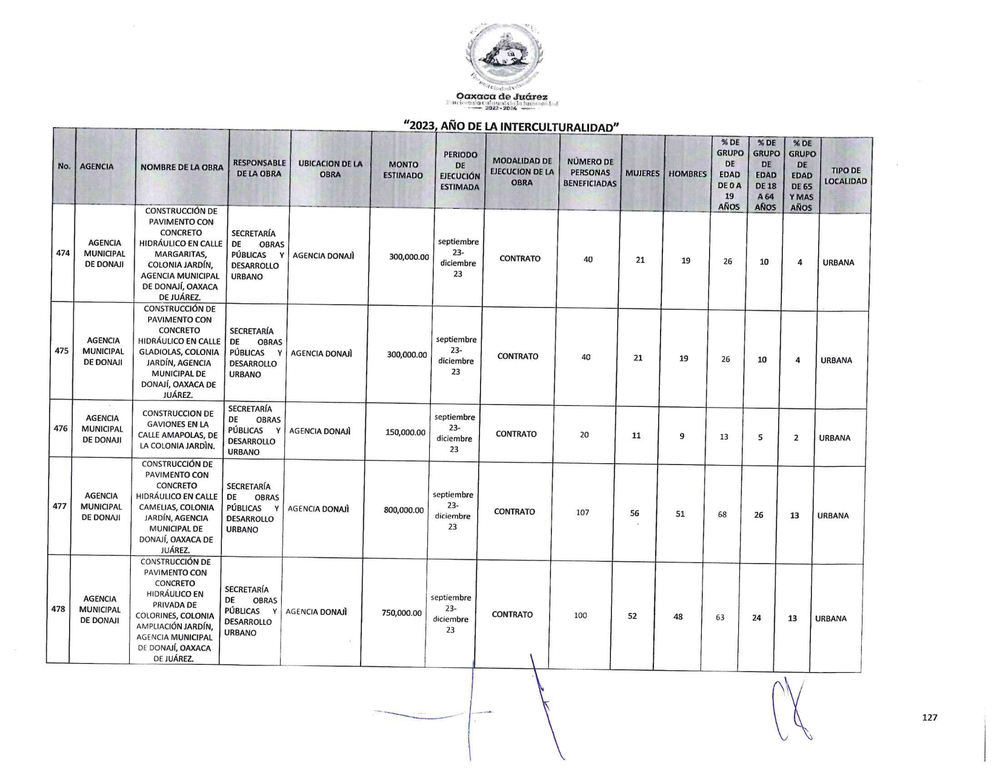 Oaxaca de Juárez
2022-2024
“2023, AÑO DE LA INTERCULTURALIDAD”
No. AGENCIA NOMBRE DE LA OBRA RESPONSABLE DE LA OBRA UBICACION DE LA OBRA MONTO ESTIMADO PERIODO DE EJECUCIÓN ESTIMADA MODALIDAD DE EJECUCION DE LA OBRA NÚMERO DE PERSONAS BENEFICIADAS MUJERES HOMBRES % DE GRUPO DE EDAD DE 0 A 19 AÑOS % DE GRUPO DE EDAD DE 18 A 64 AÑOS % DE GRUPO DE EDAD DE 65 Y MAS AÑOS TIPO DE LOCALIDAD
474 AGENCIA MUNICIPAL DE DONAJI CONSTRUCCIÓN DE PAVIMENTO CON CONCRETO HIDRÁULICO EN CALLE MARGARITAS, COLONIA JARDÍN, AGENCIA MUNICIPAL DE DONAJÍ, OAXACA DE JUÁREZ. SECRETARÍA DE OBRAS PÚBLICAS Y DESARROLLO URBANO AGENCIA DONAJÌ 300,000.00 septiembre 23- diciembre 23 CONTRATO 40 21 19 26 10 4 URBANA
475 AGENCIA MUNICIPAL DE DONAJI CONSTRUCCIÓN DE PAVIMENTO CON CONCRETO HIDRÁULICO EN CALLE GLADIOLAS, COLONIA JARDÍN, AGENCIA MUNICIPAL DE DONAJÍ, OAXACA DE JUÁREZ. SECRETARÍA DE OBRAS PÚBLICAS Y DESARROLLO URBANO AGENCIA DONAJÌ 300,000.00 septiembre 23- diciembre 23 CONTRATO 40 21 19 26 10 4 URBANA
476 AGENCIA MUNICIPAL DE DONAJI CONSTRUCCION DE GAVIONES EN LA CALLE AMAPOLAS, DE LA COLONIA JARDÌN. SECRETARÍA DE OBRAS PÚBLICAS Y DESARROLLO URBANO AGENCIA DONAJÌ 150,000.00 septiembre 23- diciembre 23 CONTRATO 20 11 9 13 5 2 URBANA
477 AGENCIA MUNICIPAL DE DONAJI CONSTRUCCIÓN DE PAVIMENTO CON CONCRETO HIDRÁULICO EN CALLE CAMELIAS, COLONIA JARDÍN, AGENCIA MUNICIPAL DE DONAJÍ, OAXACA DE JUÁREZ. SECRETARÍA DE OBRAS PÚBLICAS Y DESARROLLO URBANO AGENCIA DONAJÌ 800,000.00 septiembre 23- diciembre 23 CONTRATO 107 56 51 68 26 13 URBANA
478 AGENCIA MUNICIPAL DE DONAJI CONSTRUCCIÓN DE PAVIMENTO CON CONCRETO HIDRÁULICO EN PRIVADA DE COLORINES, COLONIA AMPLIACIÓN JARDÍN, AGENCIA MUNICIPAL DE DONAJÍ, OAXACA DE JUÁREZ. SECRETARÍA DE OBRAS PÚBLICAS Y DESARROLLO URBANO AGENCIA DONAJÌ 750,000.00 septiembre 23- diciembre 23 CONTRATO 100 52 48 63 24 13 URBANA
127